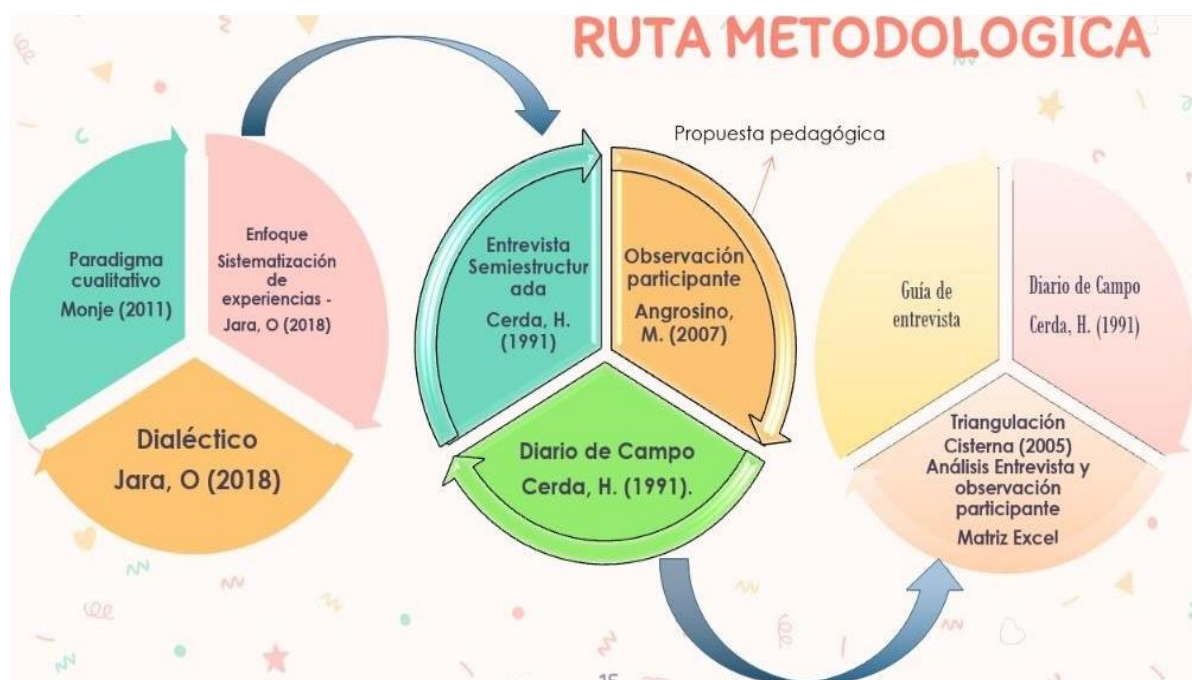 RUTA METODOLOGICA
Propuesta pedagógica
Paradigma
cualitativo
Monje (2011)
Enfoque
Sistematización
de
experiencias -
Jara, O (2018)
Dialéctico
Jara, O (2018)
Entrevista
Semiestructur
ada
Cerda, H.
(1991)
Observación
participante
Angrosino,
M. (2007)
Diario de Campo
Cerda, H. (1991).
Guía de
entrevista
Diario de Campo
Cerda, H. (1991)
Triangulación
Cisterna (2005)
Análisis Entrevista y
observación
participante
Matriz Excel